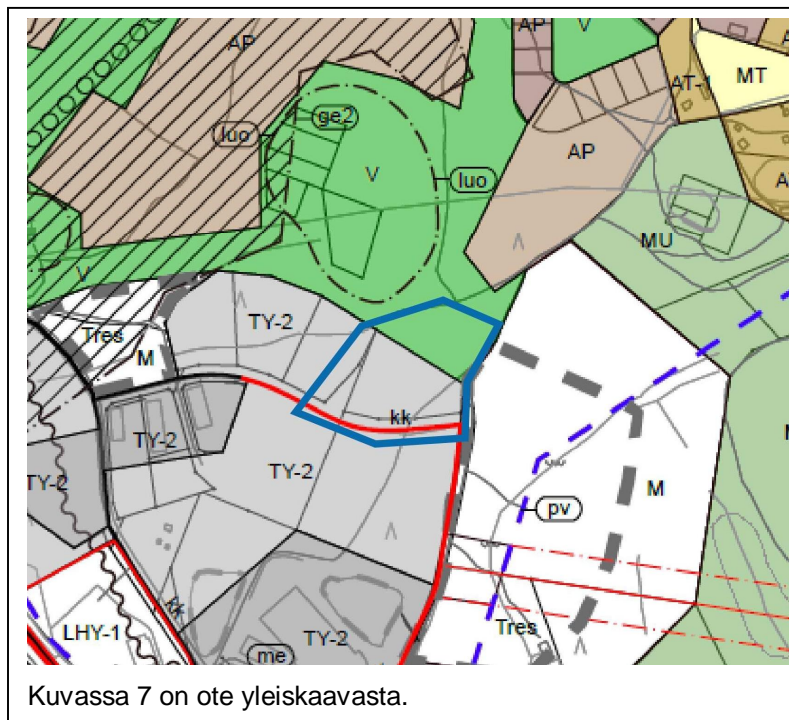 AP
AP
V
AT-1
MT
luo
ge2
V
luo
AP
MU
V
Tres
M
TY-2
kk
TY-2
TY-2
TY-2
M
pv
kk
LHY-1
me
TY-2
Tres
Kuvassa 7 on ote yleiskaavasta.